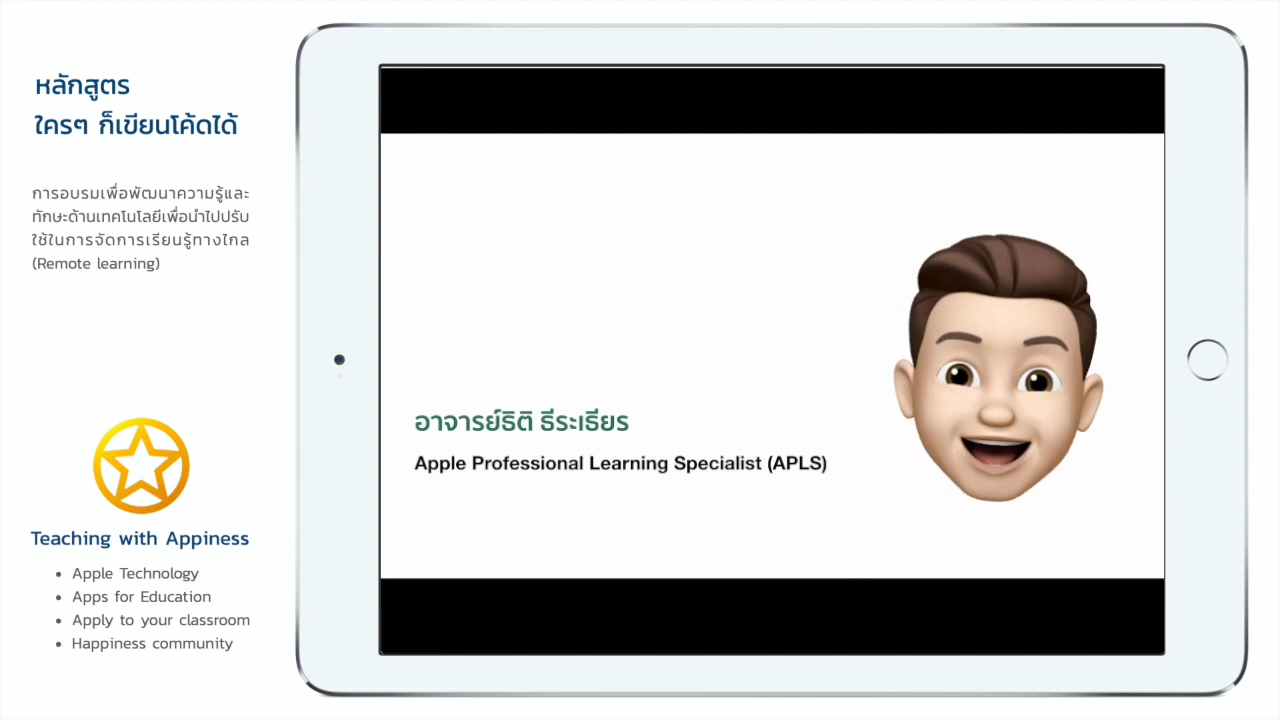 หลักสูตร
ใครๆ ก็เขียนโค้ดได้
การอบรมเพื่อพัฒนาความรู้และ
ทักษะด้านเทคโนโลยีเพื่อนำไปปรับ
ใช้ในการจัดการเรียนรู้ทางไกล
(Remote learning)
Teaching with Appiness
• Apple Technology
• Apps for Education
• Apply to your classroom
• Happiness community
อาจารย์ธิติ ธีระเธียร
Apple Professional Learning Specialist (APLS)